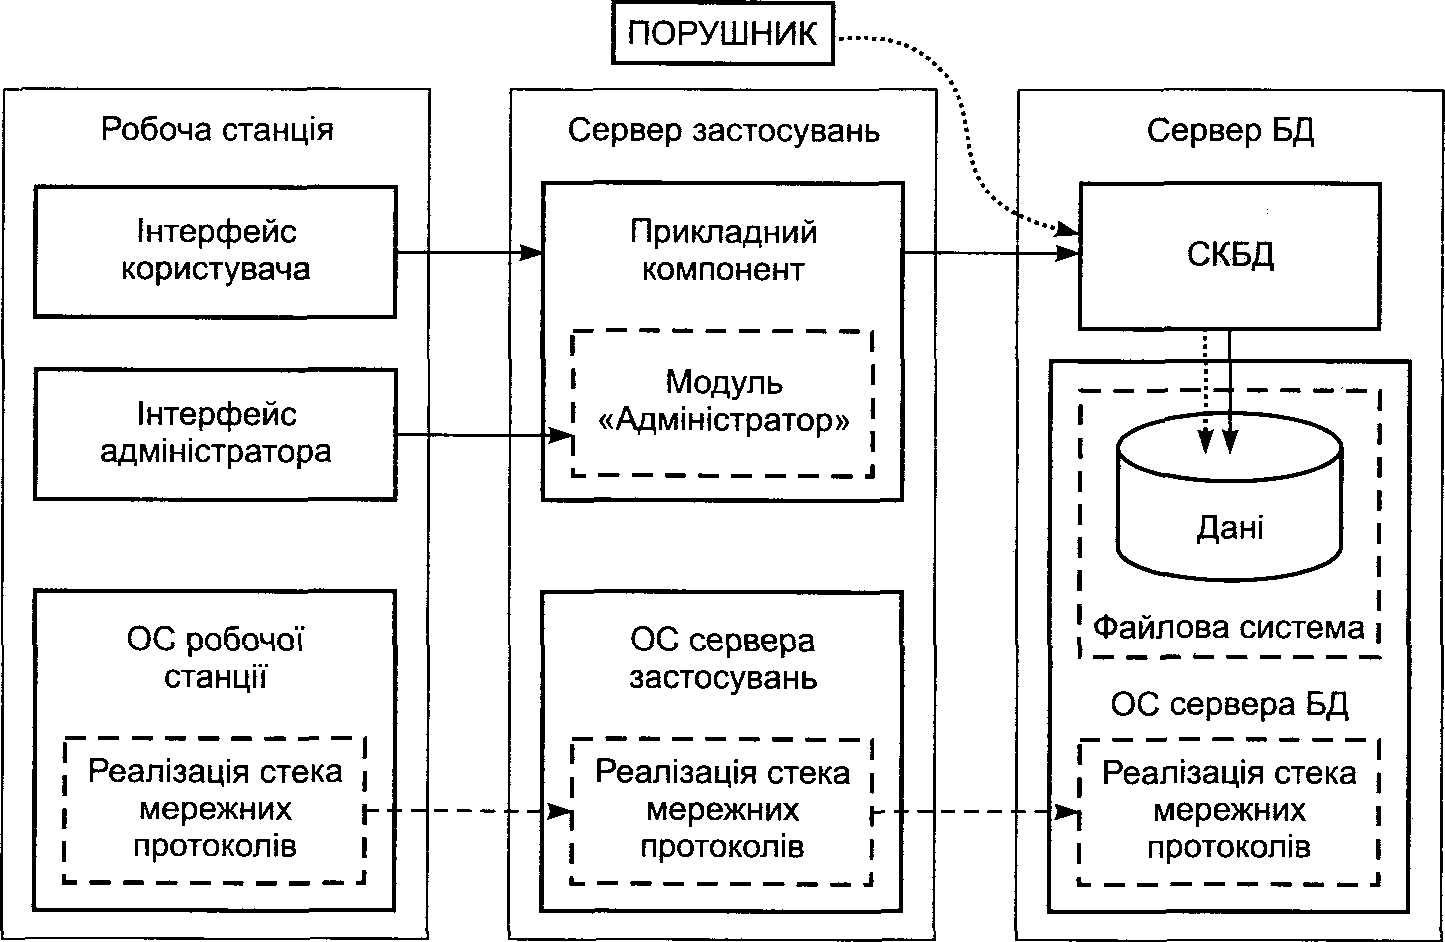 ПОРУШНИК
Робоча станція
Інтерфейс
користувача
Інтерфейс
адміністратора
ОС робочої
станції
Реалізація стека
мережних
протоколів
Сервер застосувань
Прикладний
компонент
Модуль
«Адміністратор»
ОС сервера
застосувань
Реалізація стека
мережних
протоколів
Сервер БД
СКБД
Дані
Файлова система
ОС сервера БД
Реалізація стека
мережних
протоколів